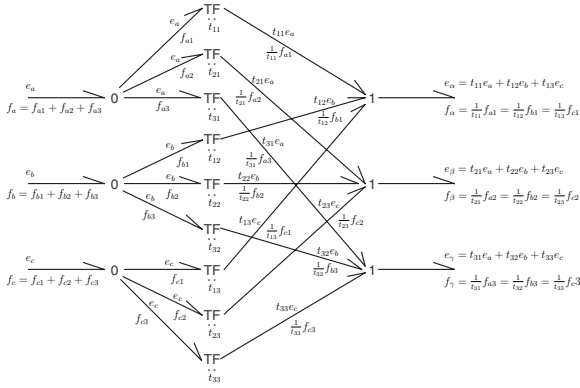 TF
e_a
t_{11}
f_{a1}
t_{11}e_a
\frac{1}{t_{11}}f_{a1}
e_a
TF
f_{a2}
t_{21}
t_{21}e_a
\frac{1}{t_{21}}f_{a2}
e_a
0
f_a = f_{a1} + f_{a2} + f_{a3}
e_a
TF
f_{a3}
t_{31}
t_{31}e_a
\frac{1}{t_{31}}f_{a3}
1
e_α = t_{11}e_a + t_{12}e_b + t_{13}e_c
f_α = \frac{1}{t_{11}}f_{a1} = \frac{1}{t_{12}}f_{b1} = \frac{1}{t_{13}}f_{c1}
e_b
TF
f_{b1}
t_{12}
t_{12}e_b
\frac{1}{t_{12}}f_{b1}
e_b
0
f_b = f_{b1} + f_{b2} + f_{b3}
e_b
TF
f_{b2}
t_{22}
t_{22}e_b
\frac{1}{t_{22}}f_{b2}
1
e_β = t_{21}e_a + t_{22}e_b + t_{23}e_c
f_β = \frac{1}{t_{21}}f_{a2} = \frac{1}{t_{22}}f_{b2} = \frac{1}{t_{23}}f_{c2}
e_b
f_{b3}
TF
t_{32}
t_{13}e_c
\frac{1}{t_{13}}f_{c1}
t_{23}e_c
\frac{1}{t_{23}}f_{c2}
t_{32}e_b
\frac{1}{t_{32}}f_{b3}
e_c
0
f_c = f_{c1} + f_{c2} + f_{c3}
e_c
TF
f_{c1}
t_{13}
1
e_γ = t_{31}e_a + t_{32}e_b + t_{33}e_c
f_γ = \frac{1}{t_{31}}f_{a3} = \frac{1}{t_{32}}f_{b3} = \frac{1}{t_{33}}f_c3
e_c
f_{c2}
TF
t_{23}
e_c
f_{c3}
TF
t_{33}
t_{33}e_c
\frac{1}{t_{33}}f_{c3}